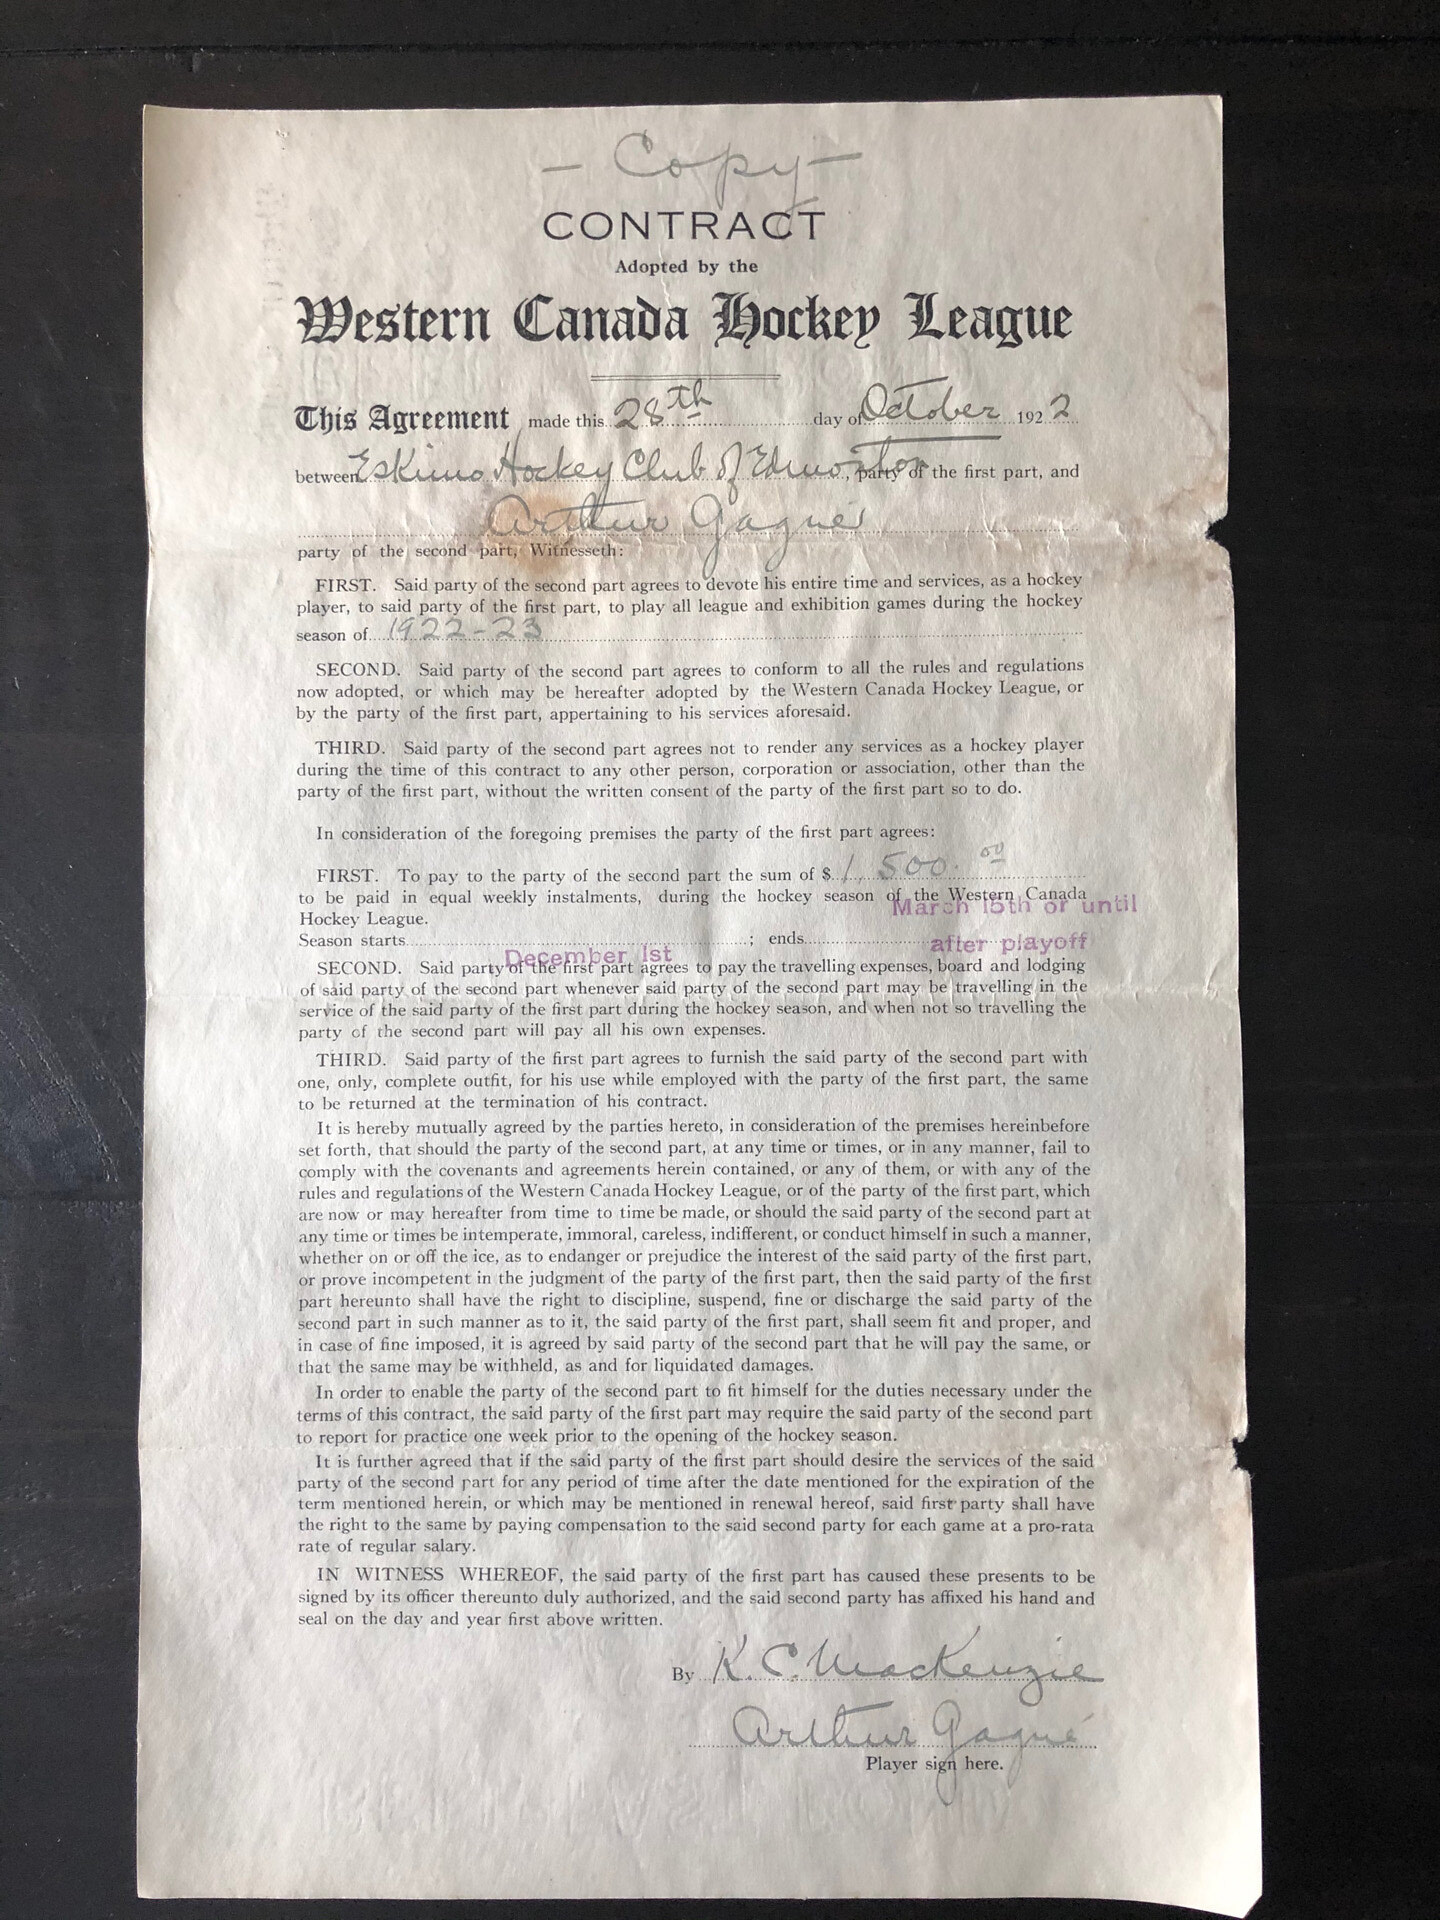 - Copy -
CONTRACT
Adopted by the
Western Canada Hockey League
This Agreement made this 28th day of October 1922
between Eskimo Hockey Club of Edmonton, party of the first part, and
Arthur Gagné
party of the second part, Witnesseth:
FIRST. Said party of the second part agrees to devote his entire time and services, as a hockey
player, to said party of the first part, to play all league and exhibition games during the hockey
season of 1922-23
SECOND. Said party of the second part agrees to conform to all the rules and regulations
now adopted, or which may be hereafter adopted by the Western Canada Hockey League, or
by the party of the first part, appertaining to his services aforesaid.
THIRD. Said party of the second part agrees not to render any services as a hockey player
during the time of this contract to any other person, corporation or association, other than the
party of the first part, without the written consent of the party of the first part so to do.
In consideration of the foregoing premises the party of the first part agrees:
FIRST. To pay to the party of the second part the sum of $ 1,500.00
to be paid in equal weekly instalments, during the hockey season of the Western Canada
Hockey League.
March 15th or until
Season starts ; ends after playoff
December 1st
SECOND. Said party of the first part agrees to pay the travelling expenses, board and lodging
of said party of the second part whenever said party of the second part may be travelling in the
service of the said party of the first part during the hockey season, and when not so travelling the
party of the second part will pay all his own expenses.
THIRD. Said party of the first part agrees to furnish the said party of the second part with
one, only, complete outfit, for his use while employed with the party of the first part, the same
to be returned at the termination of his contract.
It is hereby mutually agreed by the parties hereto, in consideration of the premises hereinbefore
set forth, that should the party of the second part, at any time or times, or in any manner, fail to
comply with the covenants and agreements herein contained, or any of them, or with any of the
rules and regulations of the Western Canada Hockey League, or of the party of the first part, which
are now or may hereafter from time to time be made, or should the said party of the second part at
any time or times be intemperate, immoral, careless, indifferent, or conduct himself in such a manner,
whether on or off the ice, as to endanger or prejudice the interest of the said party of the first part,
or prove incompetent in the judgment of the party of the first part, then the said party of the first
part hereunto shall have the right to discipline, suspend, fine or discharge the said party of the
second part in such manner as to it, the said party of the first part, shall seem fit and proper, and
in case of fine imposed, it is agreed by said party of the second part that he will pay the same, or
that the same may be withheld, as and for liquidated damages.
In order to enable the party of the second part to fit himself for the duties necessary under the
terms of this contract, the said party of the first part may require the said party of the second part
to report for practice one week prior to the opening of the hockey season.
It is further agreed that if the said party of the first part should desire the services of the said
party of the second part for any period of time after the date mentioned for the expiration of the
term mentioned herein, or which may be mentioned in renewal hereof, said first party shall have
the right to the same by paying compensation to the said second party for each game at a pro-rata
rate of regular salary.
IN WITNESS WHEREOF, the said party of the first part has caused these presents to be
signed by its officer thereunto duly authorized, and the said second party has affixed his hand and
seal on the day and year first above written.
By K. C. MacKenzie
Arthur Gagné
Player sign here.